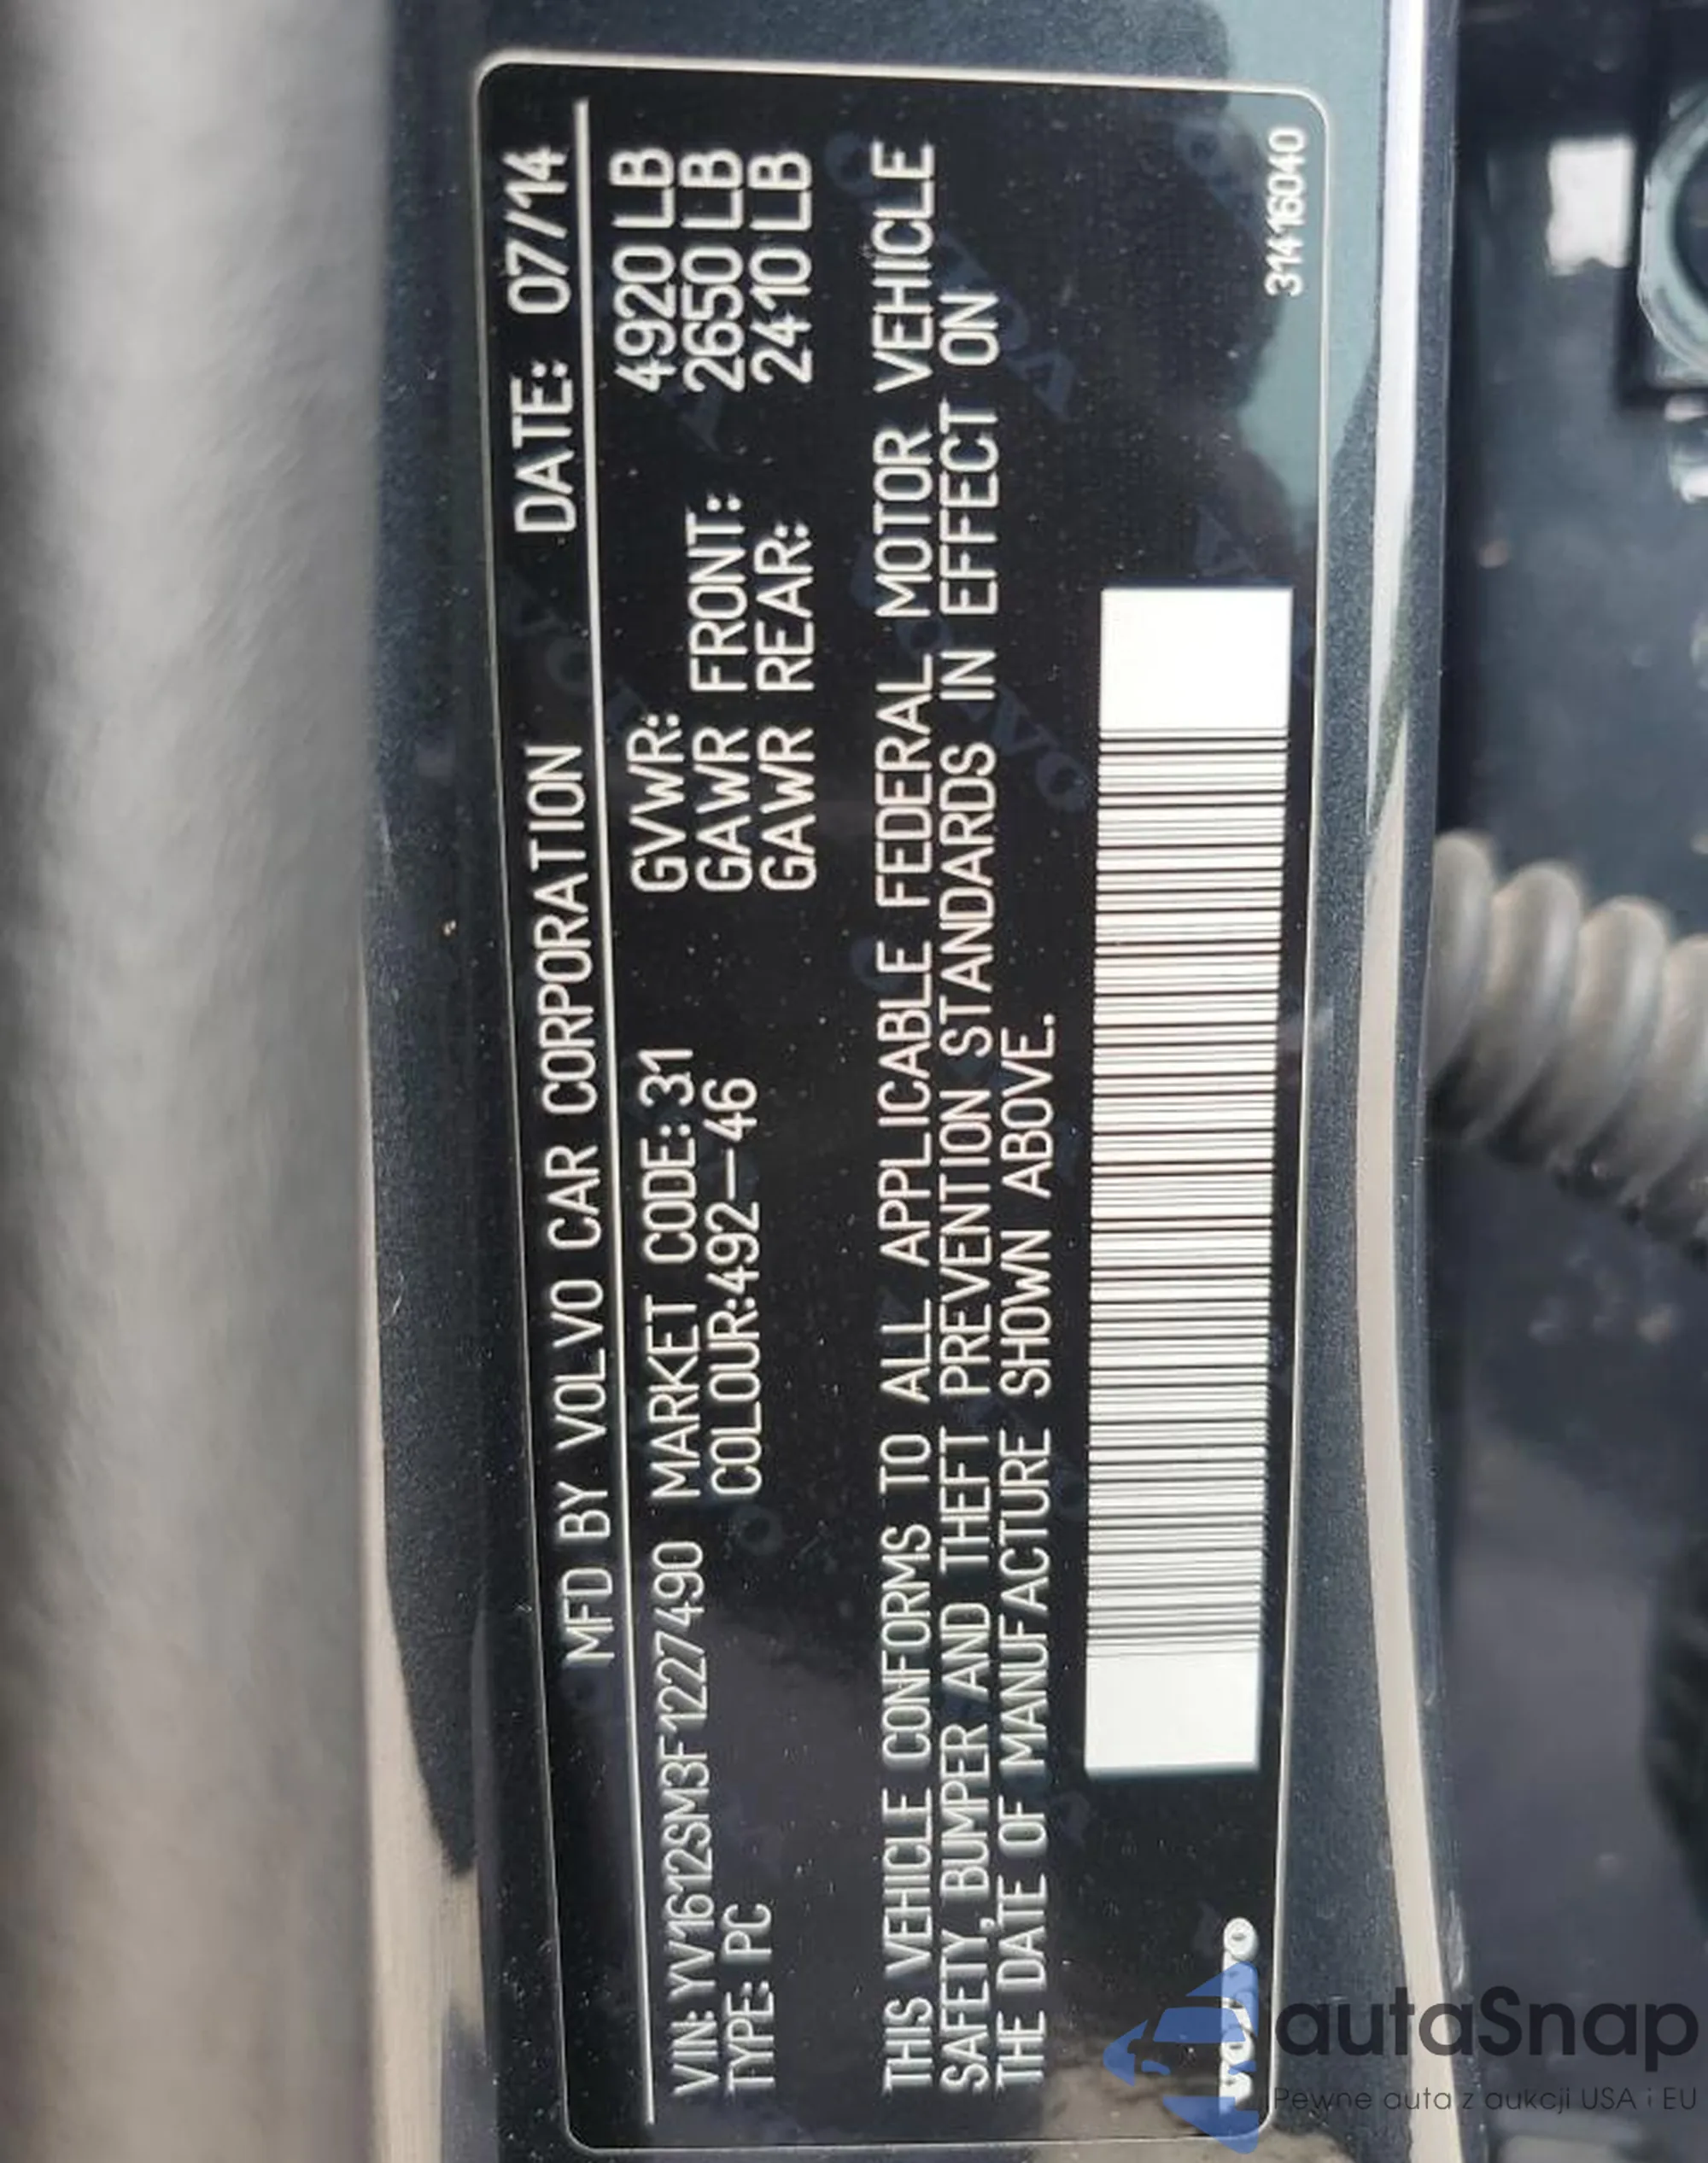 MFD BY VOLVO CAR CORPORATION DATE: 07/14
VIN: YV1612SM3F1227490 MARKET CODE: 31 GVWR: 4920 LB
TYPE: PC COLOUR:492-46 GAWR FRONT: 2650 LB
GAWR REAR: 2410 LB
THIS VEHICLE CONFORMS TO ALL APPLICABLE FEDERAL MOTOR VEHICLE
SAFETY, BUMPER AND THEFT PREVENTION STANDARDS IN EFFECT ON
THE DATE OF MANUFACTURE SHOWN ABOVE.
VOLVO
31416040
autaSnap
Pewne auta z aukcji USA i EU